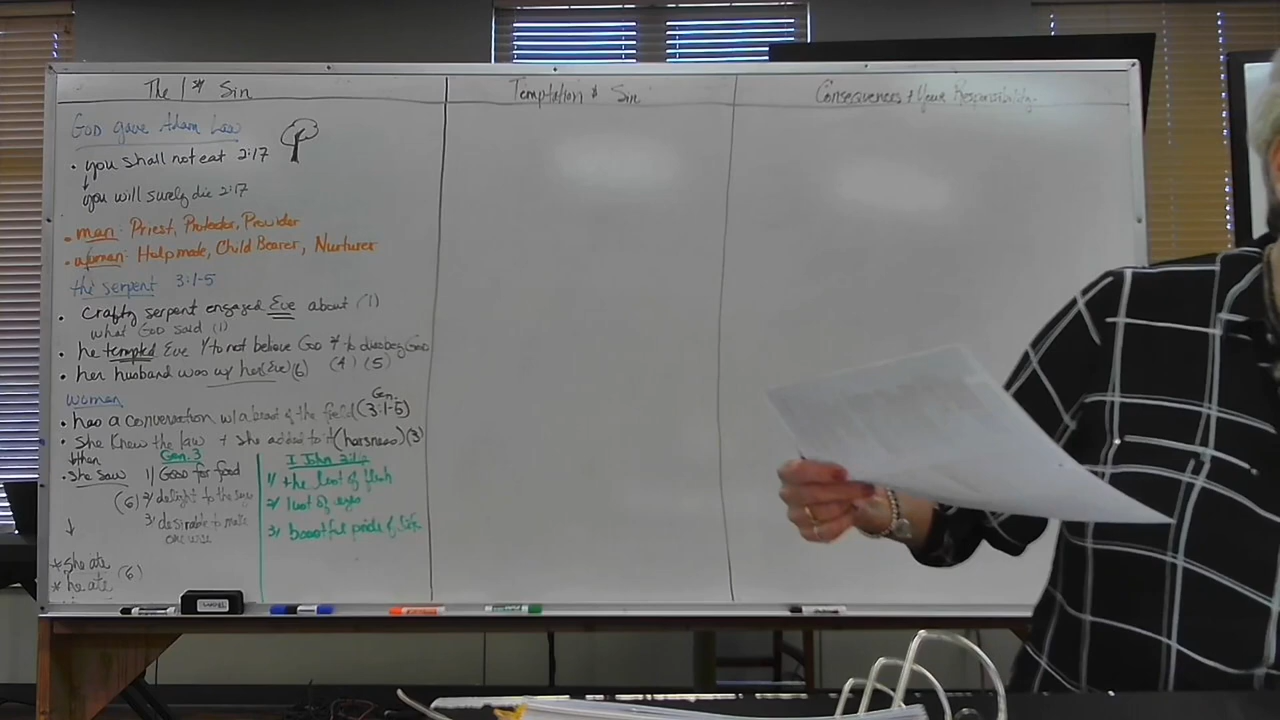 The 1st Sin
Temptation & Sin
Consequences + Your Responsibility
God gave Adam Law
• you shall not eat 2:17
↓
you will surely die 2:17
• man: Priest, Protector, Provider
• woman: Helpmate, Child Bearer, Nurturer
the serpent 3:1-5
• crafty serpent engaged Eve about (1)
what God said (1)
• he tempted Eve to not believe God & to disobey God
• her husband was w/ her (Eve) (6) (4) (5)
woman
Gen.
• has a conversation w/ a beast of the field (3:1-5)
• She knew the law + she added to it (harsness) (3)
then
Gen. 3
• She saw 1) Good for food
(6) 2) delight to the eyes
3) desirable to make
one wise
↓
* She ate
* he ate (6)
I John
1) the lust of flesh
2) lust of eyes
3) boastful pride of life